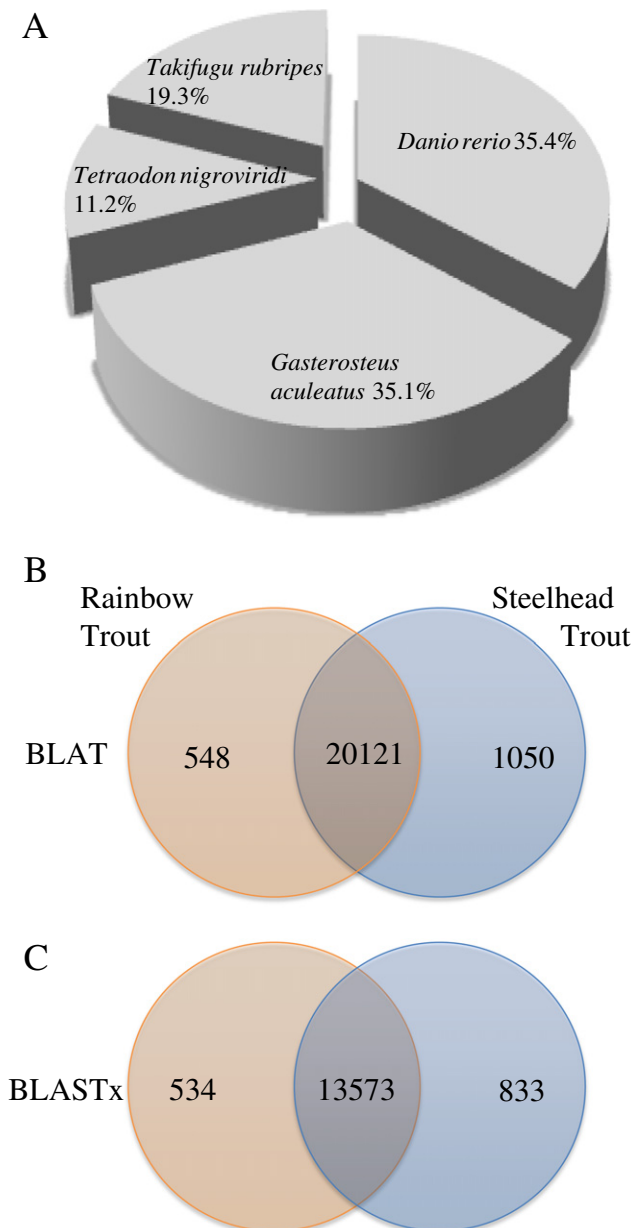 A
Takifugu rubripes
19.3%
Danio rerio 35.4%
Tetraodon nigroviridi
11.2%
Gasterosteus
aculeatus 35.1%
B
Rainbow
Trout
Steelhead
Trout
BLAT
548
20121
1050
C
BLASTx
534
13573
833